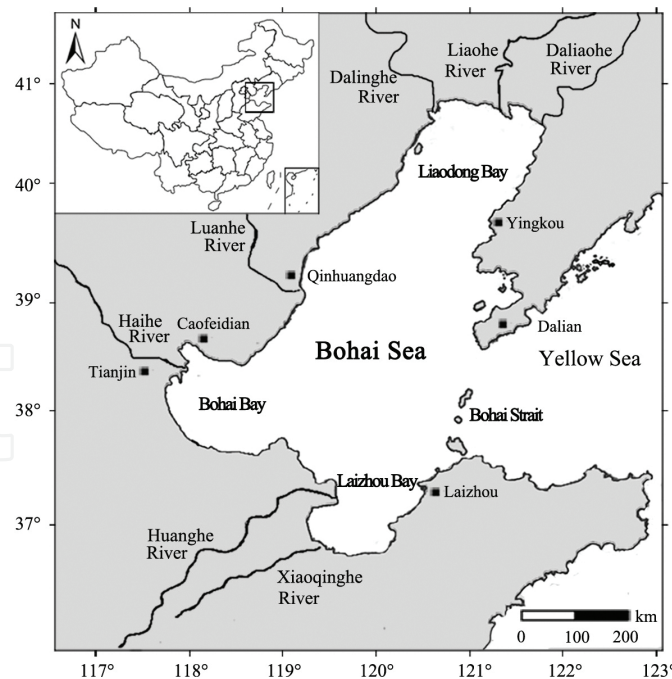 N
41°
40°
39°
38°
37°
Dalinghe
River
Liaohe
River
Daliaohe
River
Liaodong Bay
Yingkou
Luanhe
River
Qinhuangdao
Haihe
River
Caofeidian
Tianjin
Bohai Sea
Dalian
Yellow Sea
Bohai Bay
Bohai Strait
Laizhou Bay
Laizhou
Huanghe
River
Xiaoqinghe
River
km
0 100 200
117° 118° 119° 120° 121° 122° 123°